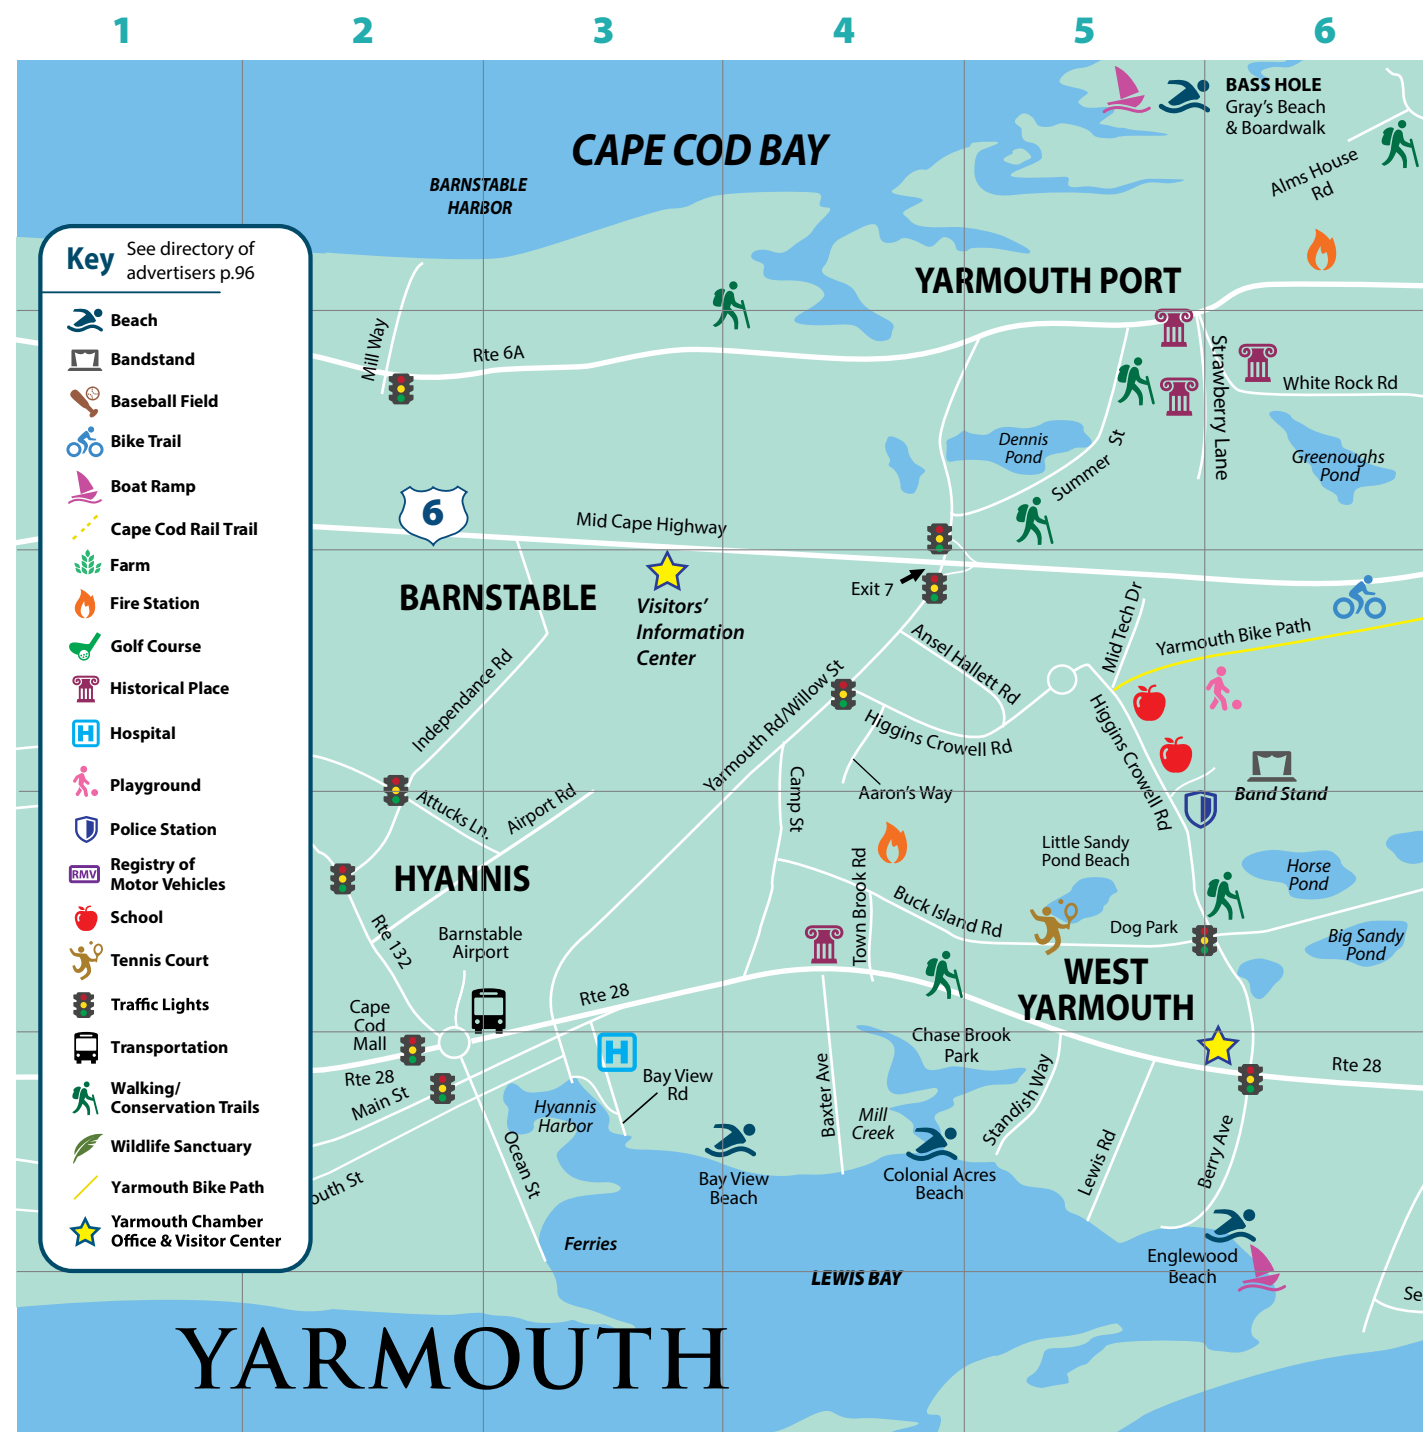 1 2 3 4 5 6
BASS HOLE
Gray's Beach
& Boardwalk
CAPE COD BAY
BARNSTABLE
HARBOR
Alms House
Rd
YARMOUTH PORT
Key
See directory of
advertisers p.96
Beach
Bandstand
Baseball Field
Bike Trail
Boat Ramp
Cape Cod Rail Trail
Farm
Fire Station
Golf Course
Historical Place
H Hospital
Playground
Police Station
RMV
Registry of
Motor Vehicles
School
Tennis Court
Traffic Lights
Transportation
Walking/
Conservation Trails
Wildlife Sanctuary
Yarmouth Bike Path
Yarmouth Chamber
Office & Visitor Center
Mill Way
Rte 6A
Strawberry Lane
White Rock Rd
Dennis
Pond
Summer St
Greenoughs
Pond
6
Mid Cape Highway
BARNSTABLE
Visitors'
Information
Center
Exit 7
Mid Tech Dr
Yarmouth Bike Path
Ansel Hallett Rd
Independance Rd
Yarmouth Rd/Willow St
Higgins Crowell Rd
Higgins Crowell Rd
Camp St
Aaron's Way
Band Stand
Attucks Ln.
Airport Rd
Little Sandy
Pond Beach
Horse
Pond
HYANNIS
Town Brook Rd
Buck Island Rd
Dog Park
Big Sandy
Pond
Rte 132
Barnstable
Airport
WEST
YARMOUTH
Cape
Cod
Mall
Rte 28
H
Chase Brook
Park
Rte 28
Rte 28
Main St
Bay View
Rd
Hyannis
Harbor
Baxter Ave
Mill
Creek
Standish Way
Lewis Rd
Berry Ave
Ocean St
Bay View
Beach
Colonial Acres
Beach
outh St
Ferries
Englewood
Beach
LEWIS BAY
Se
YARMOUTH